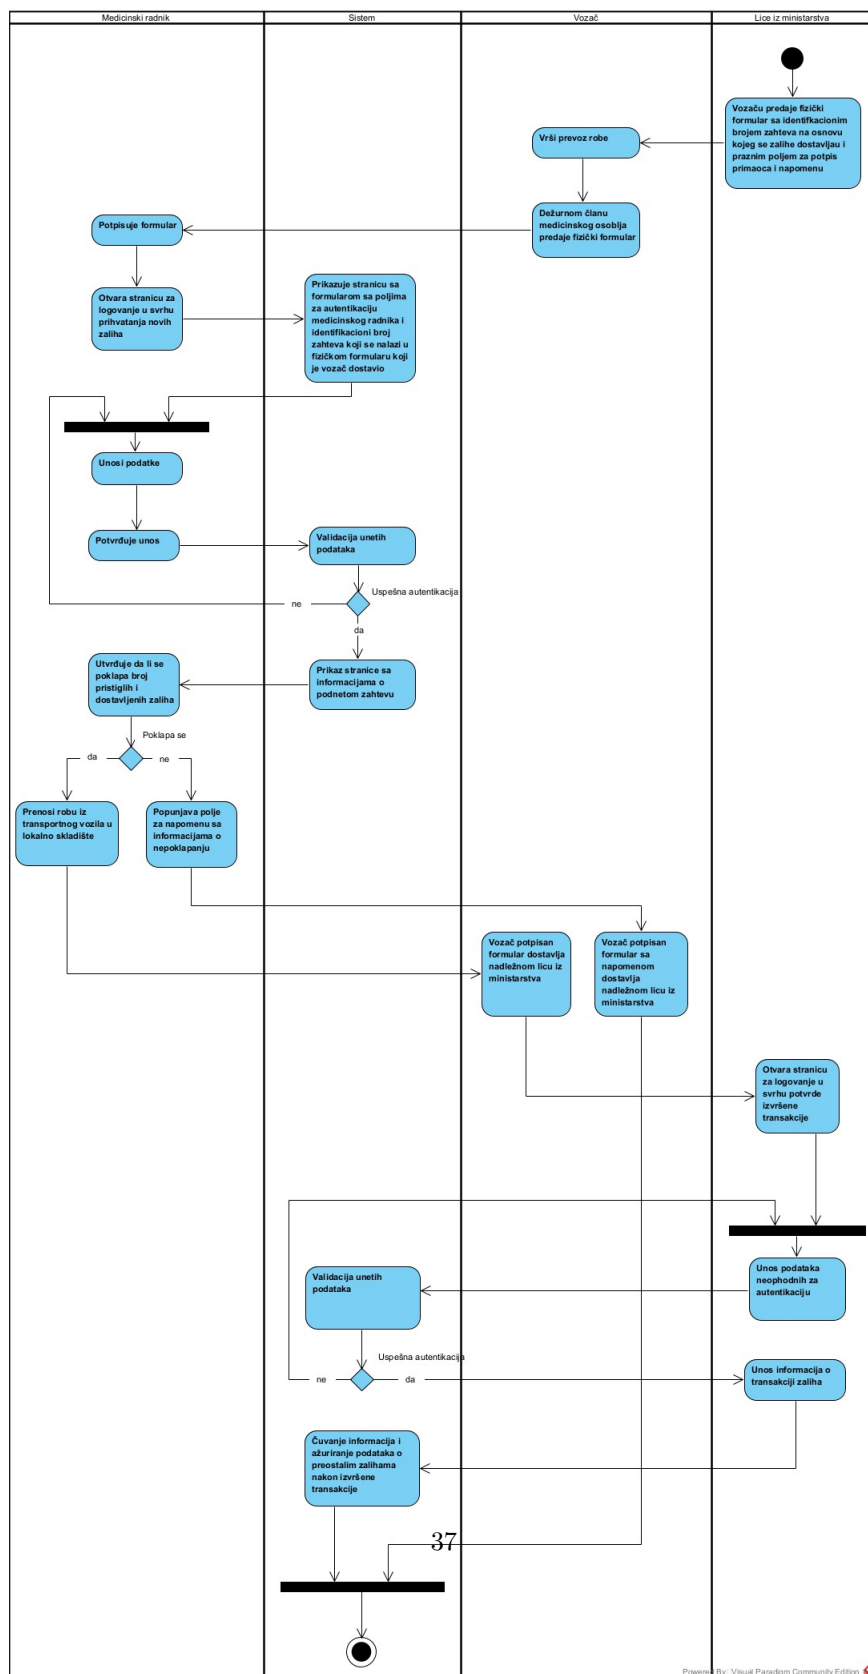 Medicinski radnik
Sistem
Vozač
Lice iz ministarstva
Vozaču predaje fizički
formular sa identifkacionim
brojem zahteva na osnovu
kojeg se zalihe dostavljau i
praznim poljem za potpis
primaoca i napomenu
Vrši prevoz robe
Dežurnom članu
medicinskog osoblja
predaje fizički formular
Potpisuje formular
Otvara stranicu za
logovanje u svrhu
prihvatanja novih
zaliha
Prikazuje stranicu sa
formularom sa poljima
za autentikaciju
medicinskog radnika i
identifikacioni broj
zahteva koji se nalazi u
fizičkom formularu koji
je vozač dostavio
Unosi podatke
Potvrđuje unos
Validacija unetih
podataka
Uspešna autentikacija
ne
da
Prikaz stranice sa
informacijama o
podnetom zahtevu
Utvrđuje da li se
poklapa broj
pristiglih i
dostavljenih zaliha
Poklapa se
da
ne
Prenosi robu iz
transportnog vozila u
lokalno skladište
Popunjava polje
za napomenu sa
informacijama o
nepoklapanju
Vozač potpisan
formular dostavlja
nadležnom licu iz
ministarstva
Vozač potpisan
formular sa
napomenom
dostavlja
nadležnom licu iz
ministarstva
Otvara stranicu
za logovanje u
svrhu potvrde
izvršene
transakcije
Unos podataka
neophodnih za
autentikaciju
Validacija unetih
podataka
Uspešna autentikacija
ne
da
Unos informacija o
transakciji zaliha
Čuvanje informacija i
ažuriranje podataka o
preostalim zalihama
nakon izvršene
transakcije
37
Powered By: Visual Paradigm Community Edition